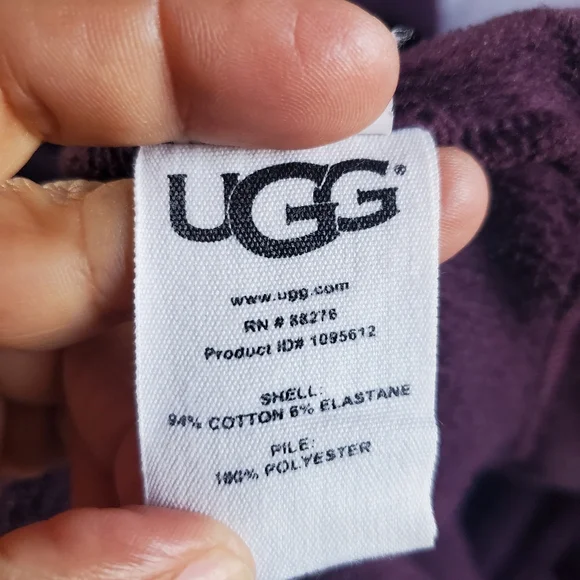 UGG®
www.ugg.com
RN # 88276
Product ID# 1095612
SHELL:
94% COTTON 6% ELASTANE
PILE:
100% POLYESTER